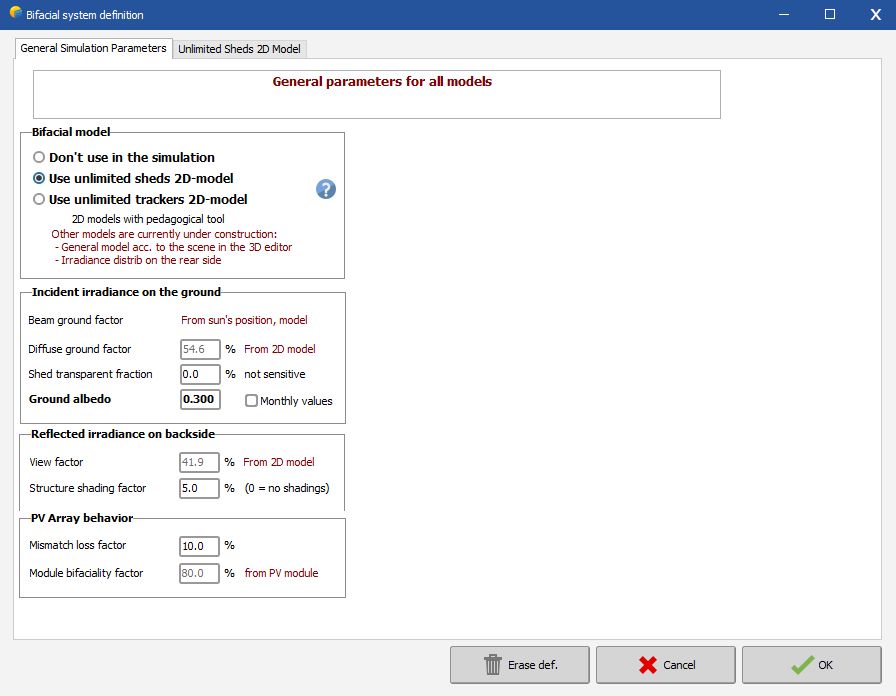 Bifacial system definition
X
General Simulation Parameters
Unlimited Sheds 2D Model
General parameters for all models
Bifacial model
Don't use in the simulation
Use unlimited sheds 2D-model
?
Use unlimited trackers 2D-model
2D models with pedagogical tool
Other models are currently under construction:
- General model acc. to the scene in the 3D editor
- Irradiance distrib on the rear side
Incident irradiance on the ground
Beam ground factor From sun's position, model
Diffuse ground factor 54.6 % From 2D model
Shed transparent fraction 0.0 % not sensitive
Ground albedo 0.300 Monthly values
Reflected irradiance on backside
View factor 41.9 % From 2D model
Structure shading factor 5.0 % (0 = no shadings)
PV Array behavior
Mismatch loss factor 10.0 %
Module bifaciality factor 80.0 % from PV module
Erase def.
Cancel
OK